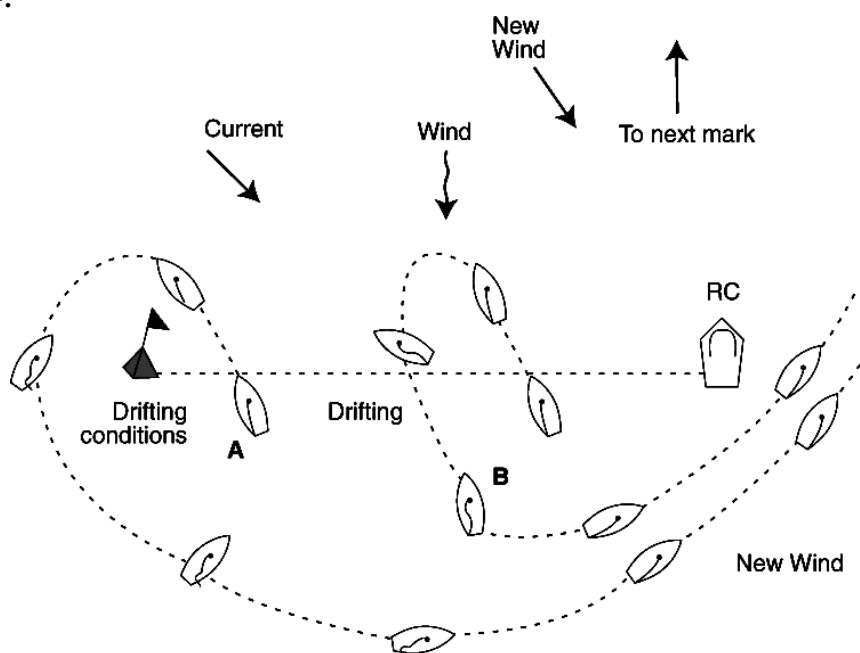 New
Wind
Current
Wind
To next mark
RC
Drifting
conditions
Drifting
A
B
New Wind